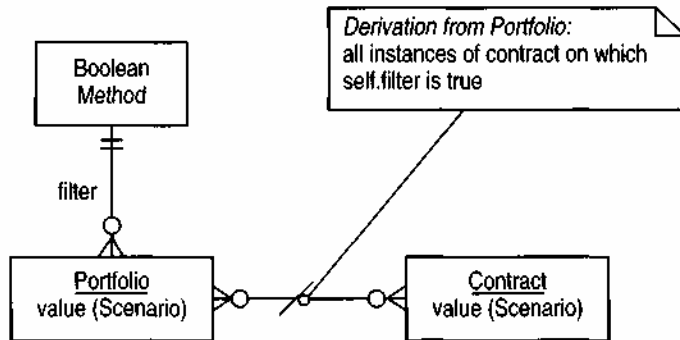 Derivation from Portfolio:
all instances of contract on which
self.filter is true
Boolean
Method
filter
Portfolio
value (Scenario)
Contract
value (Scenario)